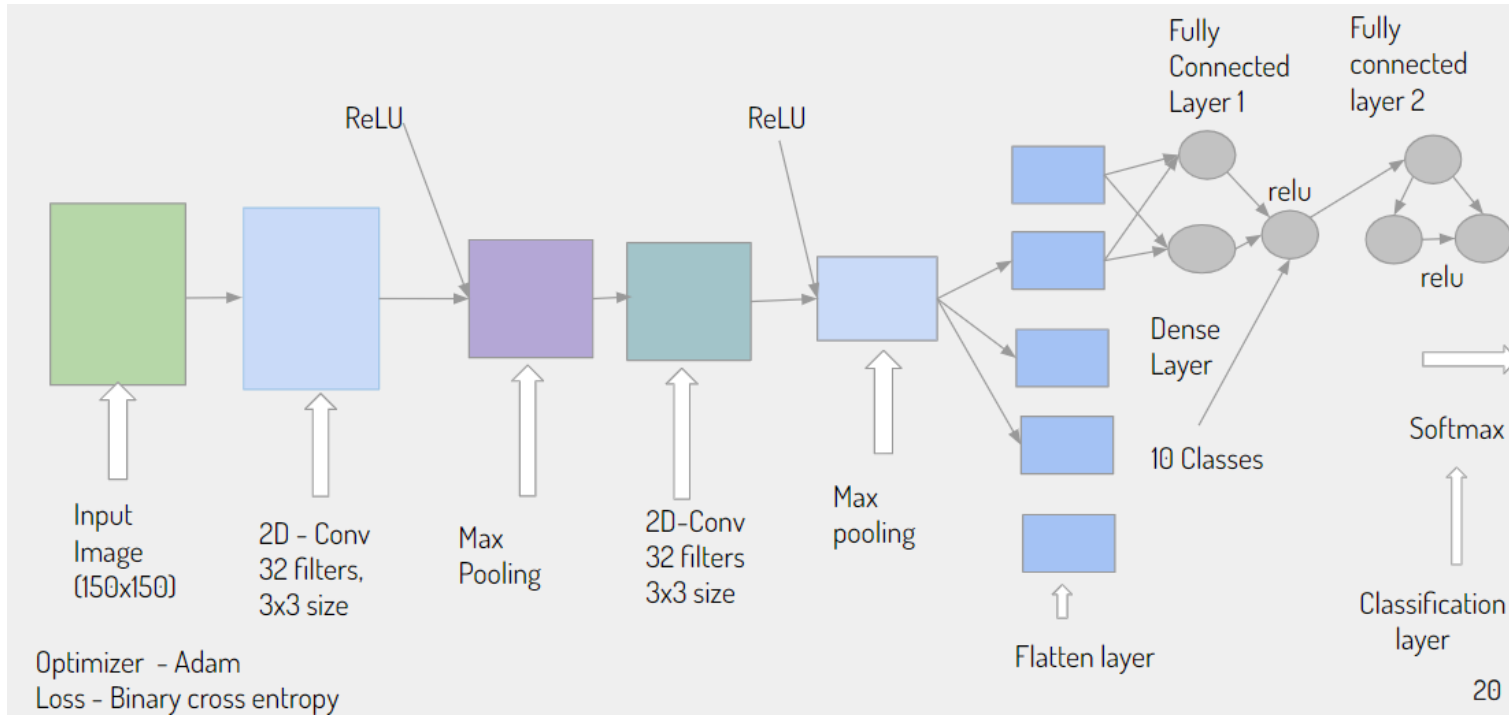 Fully
Connected
Layer 1
Fully
connected
layer 2
ReLU
ReLU
relu
relu
Dense
Layer
10 Classes
Softmax
Input
Image
(150x150)
2D - Conv
32 filters,
3x3 size
Max
Pooling
2D-Conv
32 filters
3x3 size
Max
pooling
Flatten layer
Classification
layer
Optimizer - Adam
Loss - Binary cross entropy
20